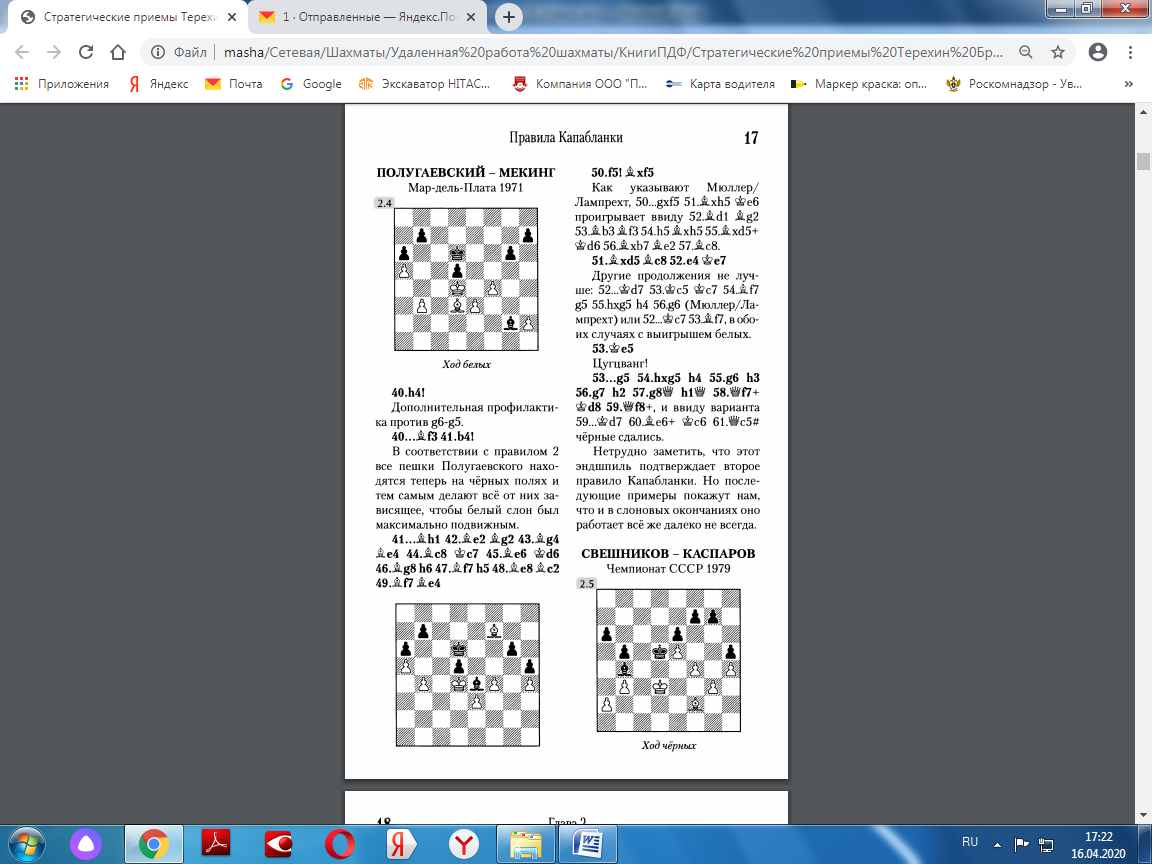 Стратегические приемы Терехи
1 · Отправленные — Яндекс.По
Файл
masha/Сетевая/Шахматы/Удаленная%20работа%20шахматы/КнигиПДФ/Стратегические%20приемы%20Терехин%20Бр...
Приложения
Яндекс
Почта
Google
Экскаватор HITAC...
Компания ООО "П...
Карта водителя
Маркер краска: оп...
Роскомнадзор - Ув...
»
Правила Капабланки 17
ПОЛУГАЕВСКИЙ – МЕКИНГ
Мар-дель-Плата 1971
2.4
Ход белых
40.h4!
Дополнительная профилакти-
ка против g6-g5.
40...♗f3 41.b4!
В соответствии с правилом 2
все пешки Полугаевского нахо-
дятся теперь на чёрных полях и
тем самым делают всё от них за-
висящее, чтобы белый слон был
максимально подвижным.
41...♗h1 42.♗e2 ♗g2 43.♗g4
♗e4 44.♗c8 ♔c7 45.♗e6 ♔d6
46.♗g8 h6 47.♗f7 h5 48.♗e8 ♗c2
49.♗f7 ♗e4
50.f5! ♗xf5
Как указывают Мюллер/
Лампрехт, 50...gxf5 51.♗xh5 ♔e6
проигрывает ввиду 52.♗d1 ♗g2
53.♗b3 ♗f3 54.h5 ♗xh5 55.♗xd5+
♔d6 56.♗xb7 ♗e2 57.♗c8.
51.♗xd5 ♗c8 52.e4 ♔e7
Другие продолжения не луч-
ше: 52...♔d7 53.♔c5 ♔c7 54.♗f7
g5 55.hxg5 h4 56.g6 (Мюллер/Ла-
мпрехт) или 52...♔c7 53.♗f7, в обо-
их случаях с выигрышем белых.
53.♔e5
Цугцванг!
53...g5 54.hxg5 h4 55.g6 h3
56.g7 h2 57.g8♕ h1♕ 58.♕f7+
♔d8 59.♕f8+, и ввиду варианта
59...♔d7 60.♗e6+ ♔c6 61.♕c5#
чёрные сдались.
Нетрудно заметить, что этот
эндшпиль подтверждает второе
правило Капабланки. Но после-
дующие примеры покажут нам,
что и в слоновых окончаниях оно
работает всё же далеко не всегда.
СВЕШНИКОВ – КАСПАРОВ
Чемпионат СССР 1979
2.5
Ход чёрных
18 Глава 2
RU
17:22
16.04.2020